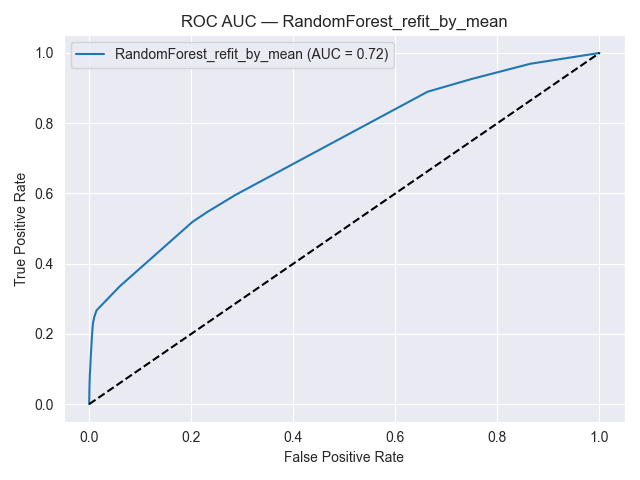 ROC AUC — RandomForest_refit_by_mean
RandomForest_refit_by_mean (AUC = 0.72)
True Positive Rate
1.0
0.8
0.6
0.4
0.2
0.0
0.0 0.2 0.4 0.6 0.8 1.0
False Positive Rate